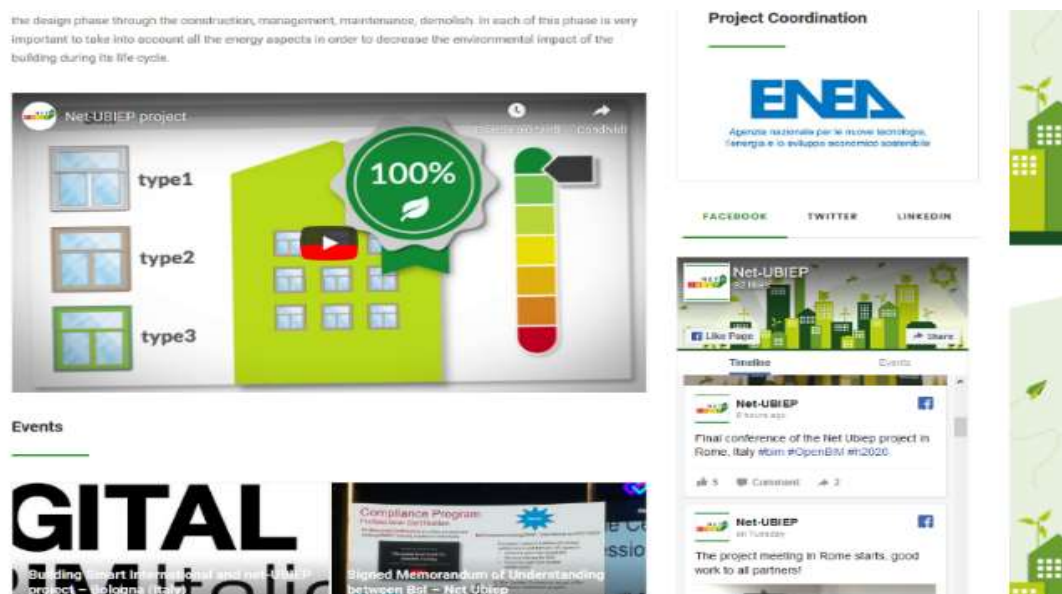 the design phase through the construction, management, maintenance, demolish. In each of this phase is very
important to take into account all the energy aspects in order to decrease the environmental impact of the
building during its life cycle.
Net-UBIEP project
type1
type2
type3
100%
Events
GITAL
Building Smart International and net-UBIEP
project – Bologna (Italy)
Compliance Program
Signed Memorandum of Understanding
between BsI – Net Ubiep
Project Coordination
ENEA
Agenzia nazionale per le nuove tecnologie,
l'energia e lo sviluppo economico sostenibile
FACEBOOK TWITTER LINKEDIN
Net-UBIEP
Like Page Share
Timeline Events
Net-UBIEP
8 hours ago
Final conference of the Net Ubiep project in
Rome, Italy #bim #OpenBIM #h2020
5 Comment 2
Net-UBIEP
on Tuesday
The project meeting in Rome starts, good
work to all partners!